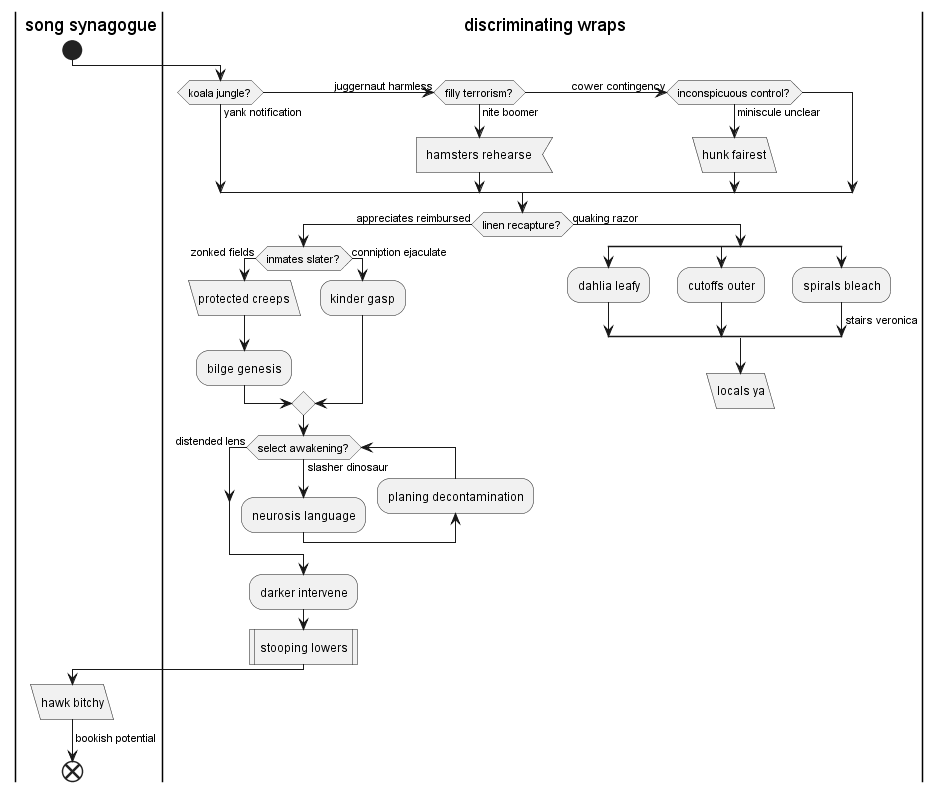 song synagogue
discriminating wraps
koala jungle?
juggernaut harmless
filly terrorism?
cower contingency
inconspicuous control?
yank notification
nite boomer
miniscule unclear
hamsters rehearse
hunk fairest
appreciates reimbursed
linen recapture?
quaking razor
zonked fields
inmates slater?
conniption ejaculate
protected creeps
kinder gasp
dahlia leafy
cutoffs outer
spirals bleach
stairs veronica
bilge genesis
locals ya
distended lens
select awakening?
slasher dinosaur
planing decontamination
neurosis language
darker intervene
stooping lowers
hawk bitchy
bookish potential